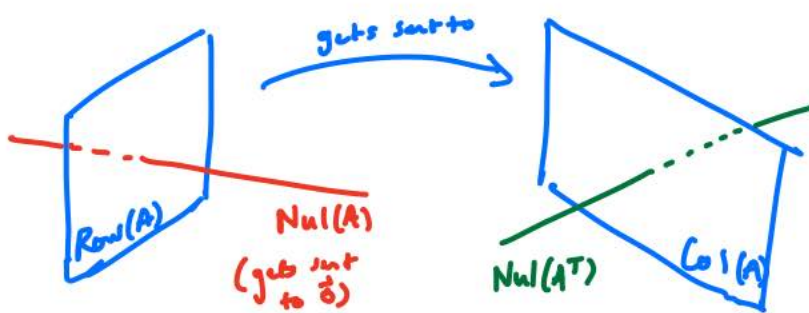 gets sent to
Row(A)
Nul(A)
(gets sent
to 0⃗)
Nul(Aᵀ)
Col(A)